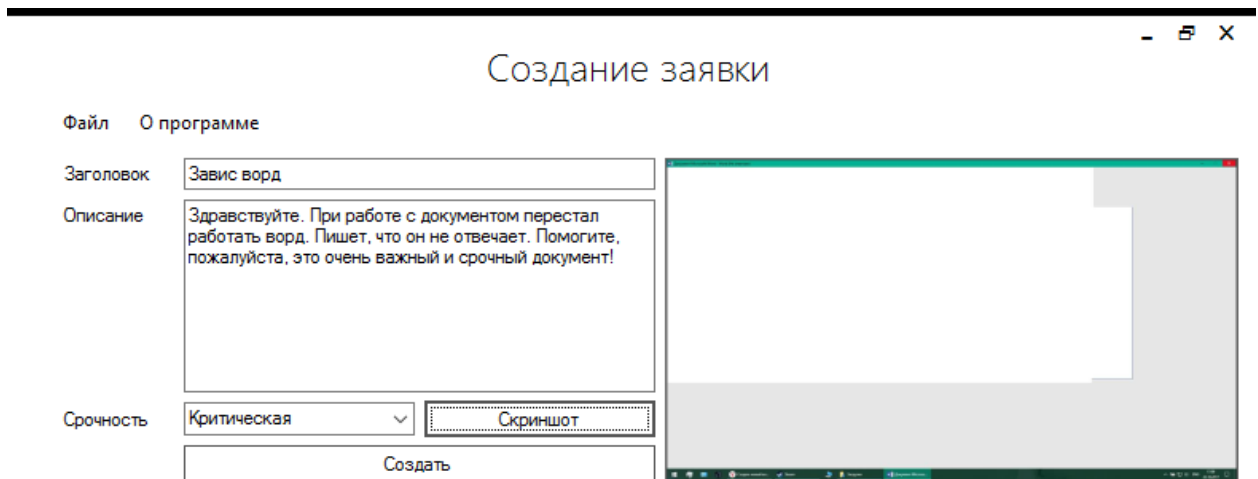 Создание заявки
Файл О программе
Заголовок Завис ворд
Описание Здравствуйте. При работе с документом перестал
работать ворд. Пишет, что он не отвечает. Помогите,
пожалуйста, это очень важный и срочный документ!
Срочность Критическая Скриншот
Создать